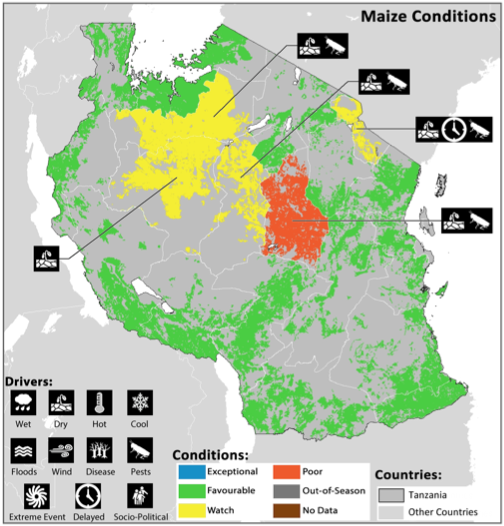 Maize Conditions
Drivers:
Wet Dry Hot Cool
Floods Wind Disease Pests
Extreme Event Delayed Socio-Political
Conditions:
Exceptional Poor
Favourable Out-of-Season
Watch No Data
Countries:
Tanzania
Other Countries